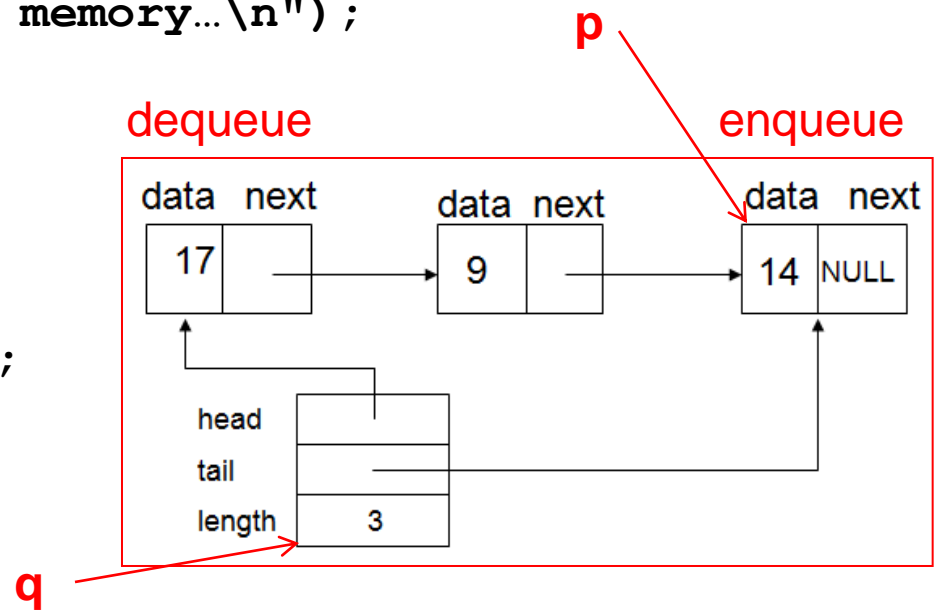 memory…\n");
p
dequeue enqueue
data next data next data next
17 9 14 NULL
;
head
tail
length 3
q